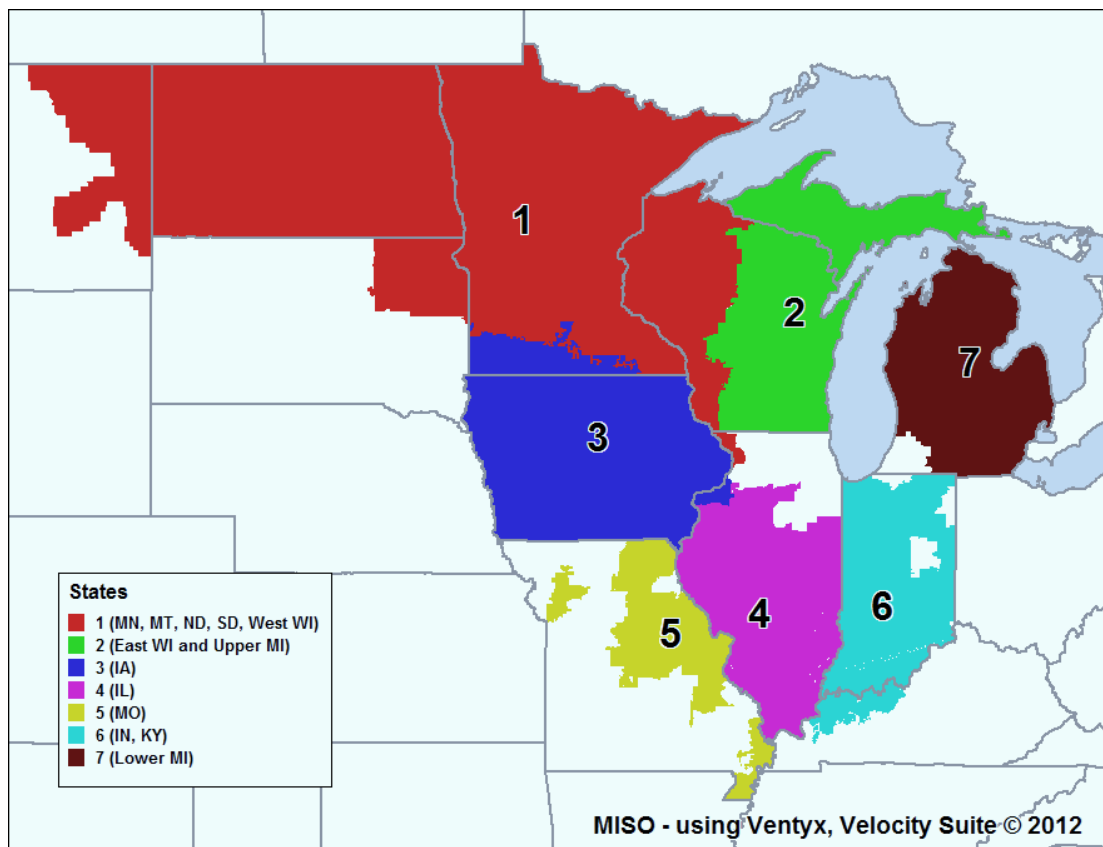 1
2
7
3
4
6
5
States
1 (MN, MT, ND, SD, West WI)
2 (East WI and Upper MI)
3 (IA)
4 (IL)
5 (MO)
6 (IN, KY)
7 (Lower MI)
MISO - using Ventyx, Velocity Suite © 2012